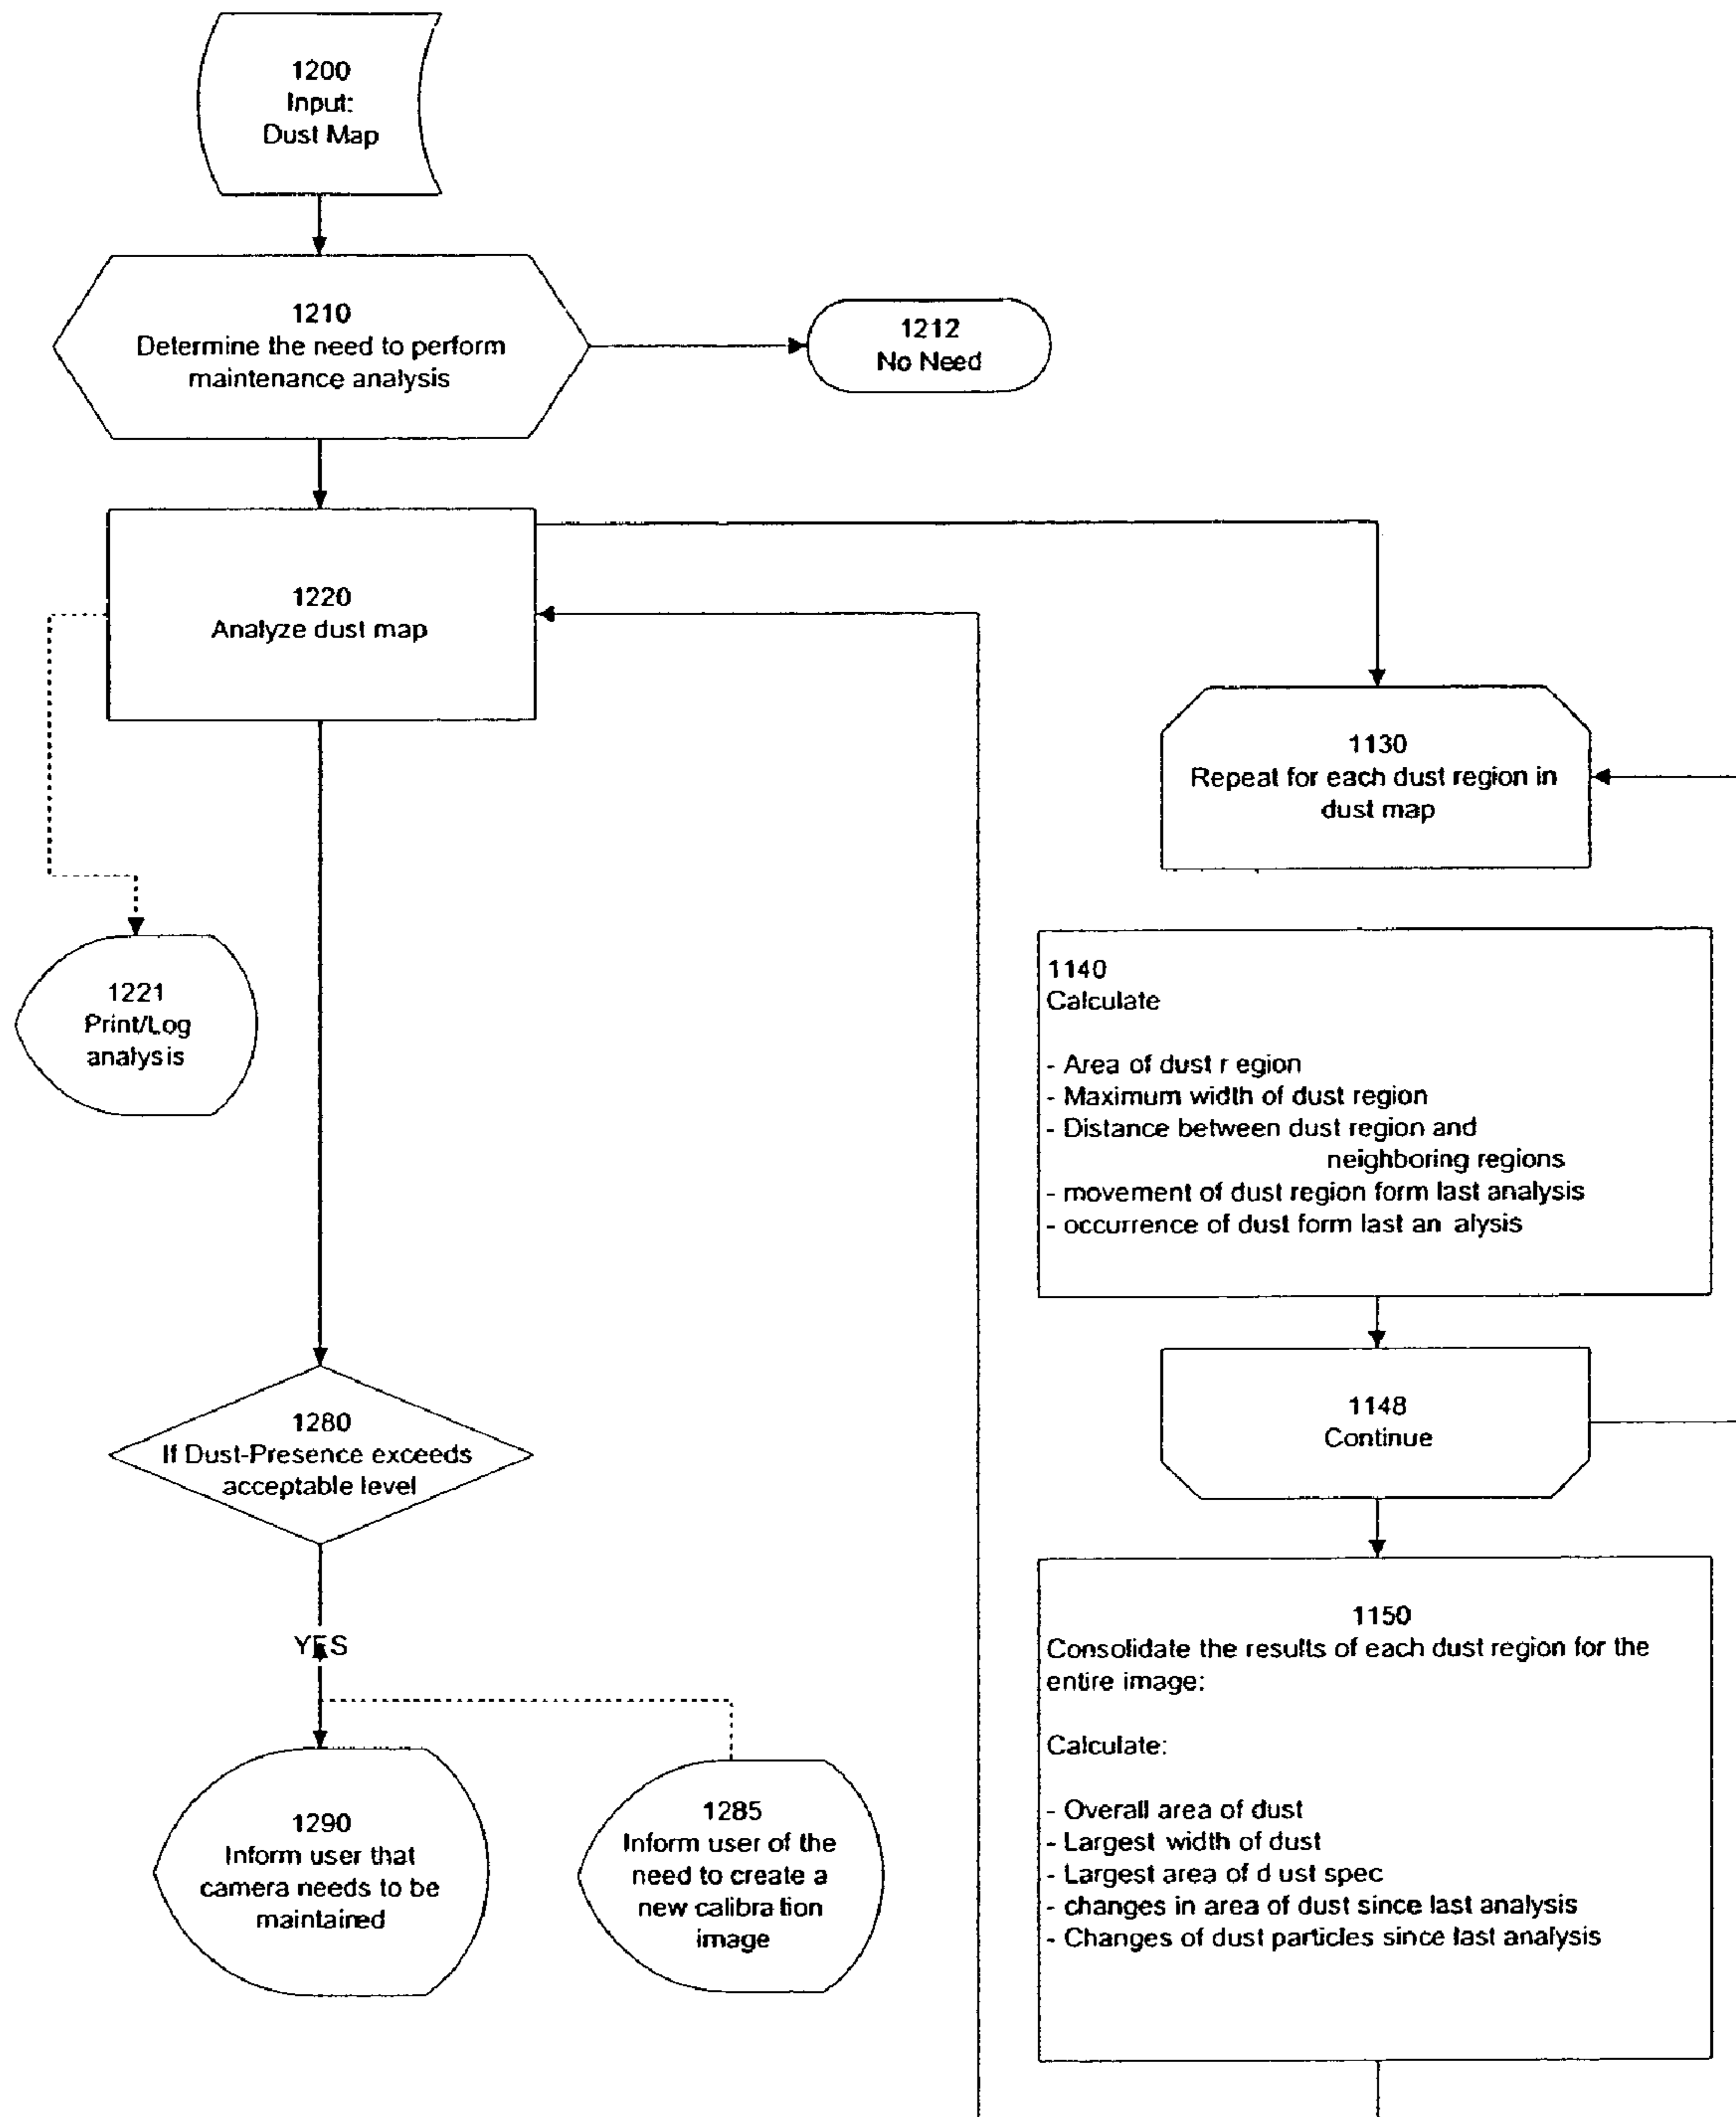 1200
Input:
Dust Map
1210
Determine the need to perform
maintenance analysis
1212
No Need
1220
Analyze dust map
1130
Repeat for each dust region in
dust map
1221
Print/Log
analysis
1140
Calculate
- Area of dust r egion
- Maximum width of dust region
- Distance between dust region and
neighboring regions
- movement of dust region form last analysis
- occurrence of dust form last an alysis
1280
If Dust-Presence exceeds
acceptable level
1148
Continue
YES
1150
Consolidate the results of each dust region for the
entire image:
Calculate:
- Overall area of dust
- Largest width of dust
- Largest area of d ust spec
- changes in area of dust since last analysis
- Changes of dust particles since last analysis
1290
Inform user that
camera needs to be
maintained
1285
Inform user of the
need to create a
new calibra tion
image